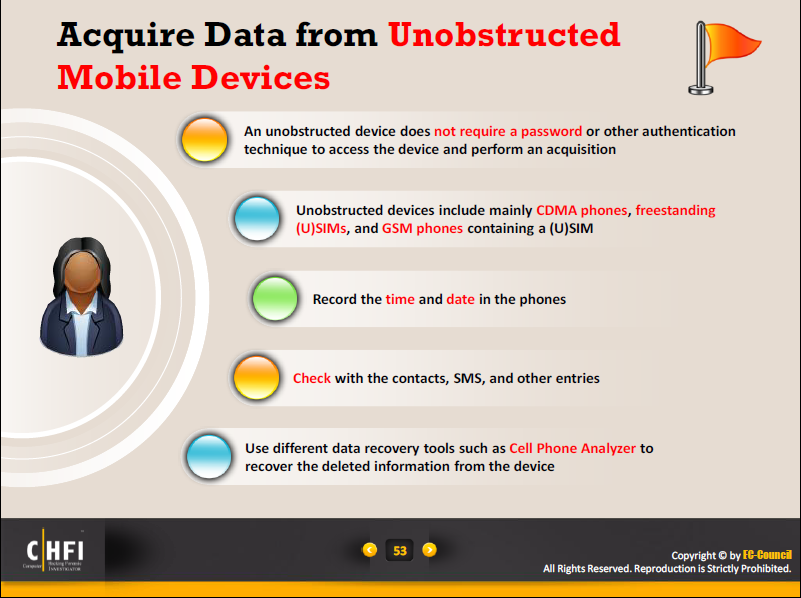 Acquire Data from Unobstructed
Mobile Devices
An unobstructed device does not require a password or other authentication
technique to access the device and perform an acquisition
Unobstructed devices include mainly CDMA phones, freestanding
(U)SIMs, and GSM phones containing a (U)SIM
Record the time and date in the phones
Check with the contacts, SMS, and other entries
Use different data recovery tools such as Cell Phone Analyzer to
recover the deleted information from the device
CHFI
Computer Hacking Forensic
INVESTIGATOR
53
Copyright © by EC-Council
All Rights Reserved. Reproduction is Strictly Prohibited.